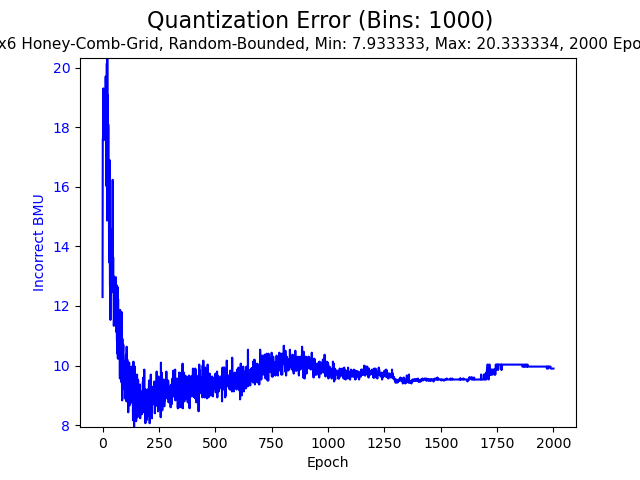 Quantization Error (Bins: 1000)
x6 Honey-Comb-Grid, Random-Bounded, Min: 7.933333, Max: 20.333334, 2000 Epo
20
18
16
14
12
10
8
Incorrect BMU
0 250 500 750 1000 1250 1500 1750 2000
Epoch